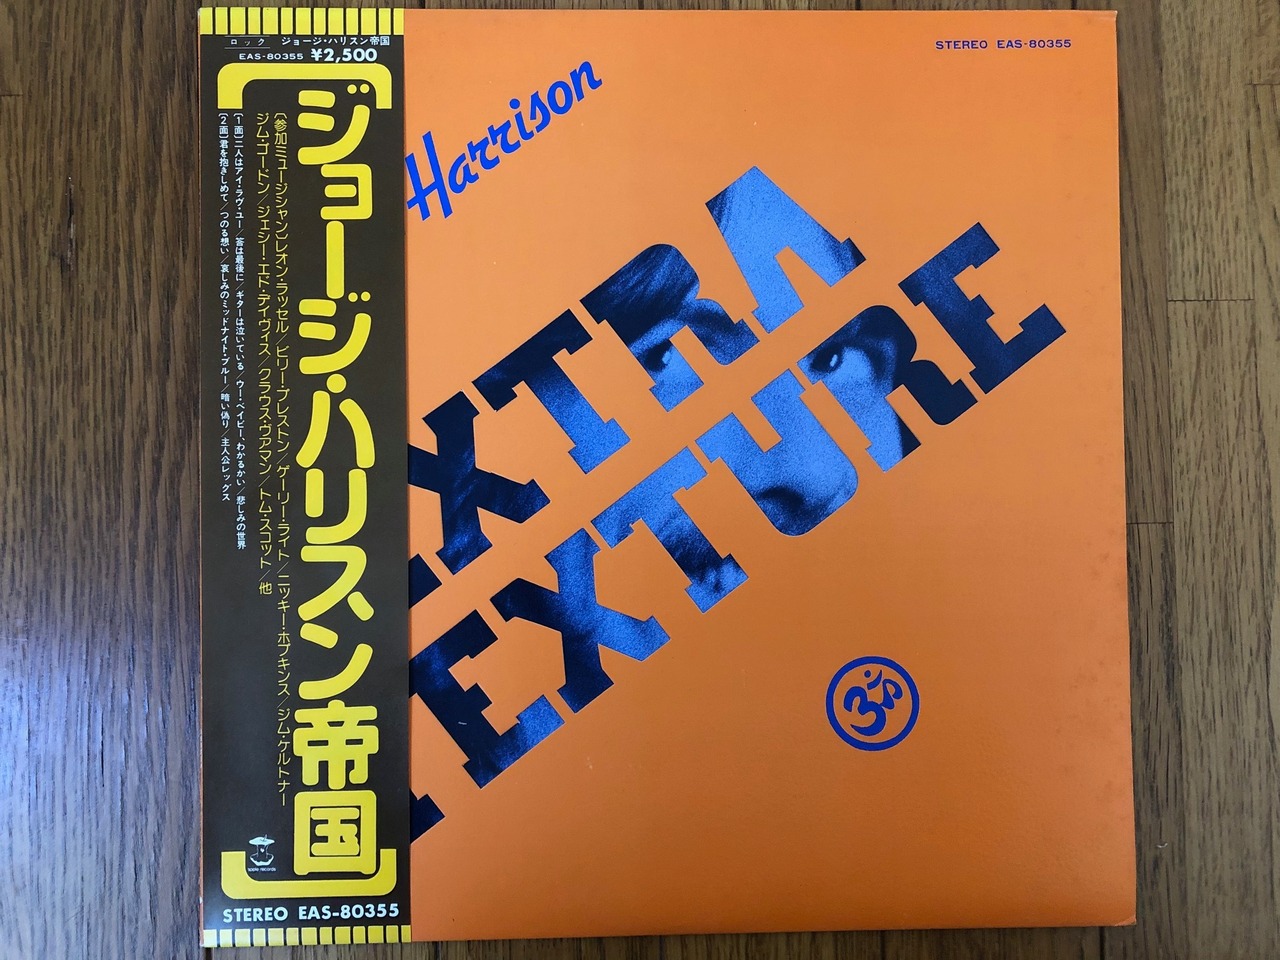 ロック ジョージ・ハリスン帝国
EAS-80355 ¥2,500
ジョージ・ハリスン帝国
〔参加ミュージシャン〕レオン・ラッセル/ビリー・プレストン/ゲーリー・ライト/ニッキー・ホプキンス/ジム・ケルトナー
ジム・ゴードン/ジェシー・エド・デイヴィス/クラウス・ヴアマン/トム・スコット/他
〔1面〕二人はアイ・ラヴ・ユー/答は最後に/ギターは泣いている/ウー・ベイビー、わかるかい/悲しみの世界
〔2面〕君を抱きしめて/つのる想い/哀しみのミッドナイト・ブルー/暗い偽り/主人公レッグス
apple records
STEREO EAS-80355
STEREO EAS-80355
Harrison
XTRA
TEXTURE
ॐ